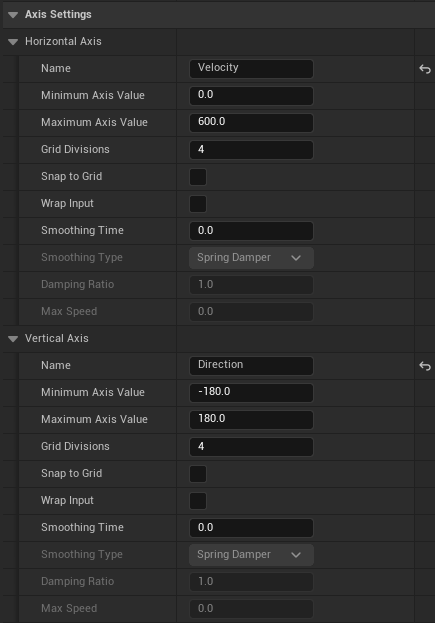 Axis Settings
Horizontal Axis
Name Velocity
Minimum Axis Value 0.0
Maximum Axis Value 600.0
Grid Divisions 4
Snap to Grid
Wrap Input
Smoothing Time 0.0
Smoothing Type Spring Damper
Damping Ratio 1.0
Max Speed 0.0
Vertical Axis
Name Direction
Minimum Axis Value -180.0
Maximum Axis Value 180.0
Grid Divisions 4
Snap to Grid
Wrap Input
Smoothing Time 0.0
Smoothing Type Spring Damper
Damping Ratio 1.0
Max Speed 0.0